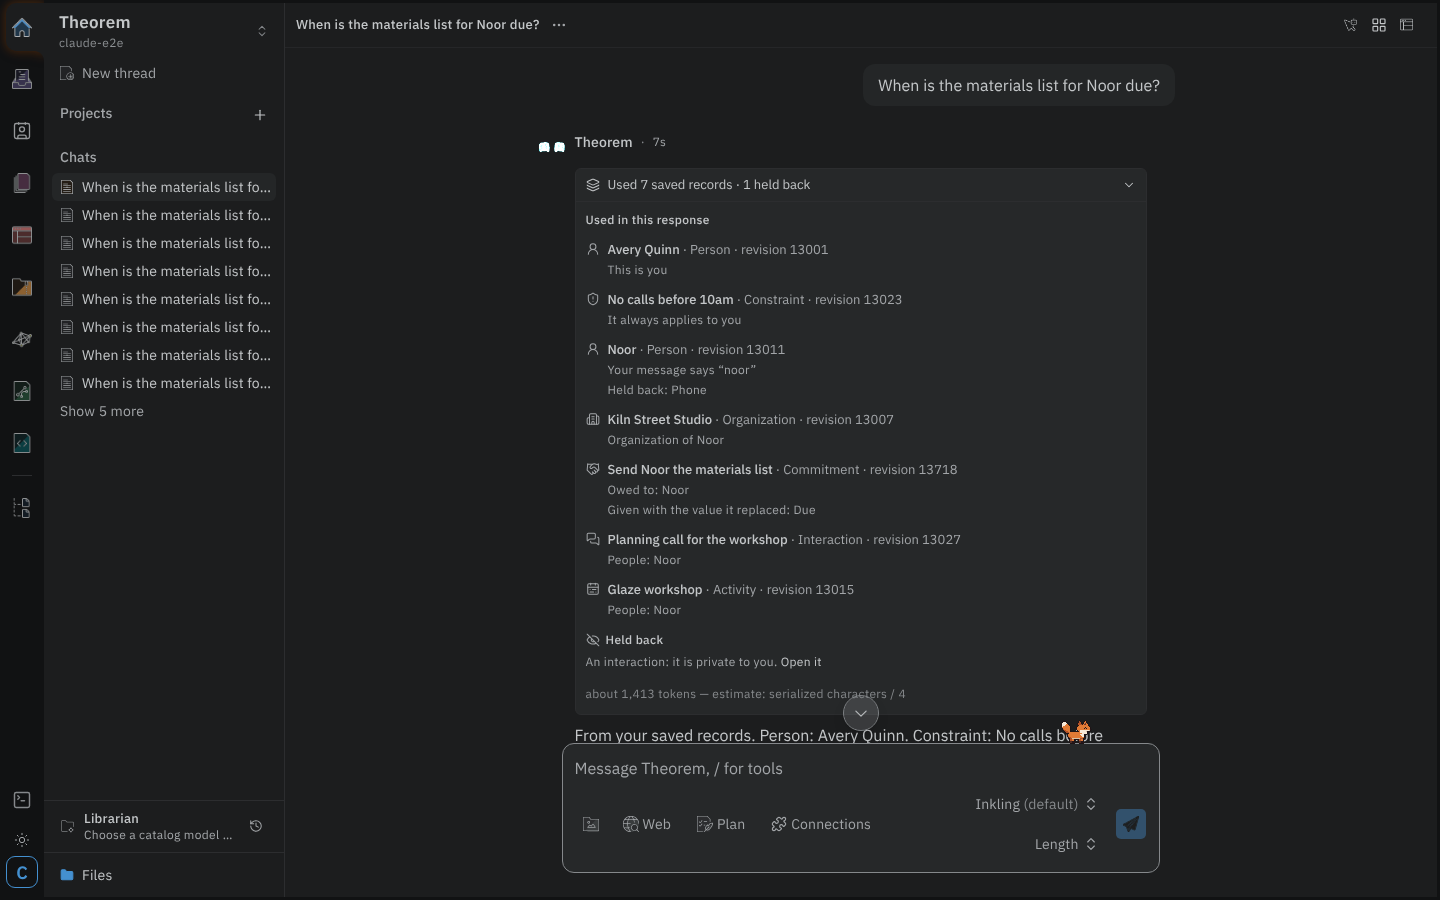 Theorem
claude-e2e
New thread
Projects
Chats
When is the materials list fo...
When is the materials list fo...
When is the materials list fo...
When is the materials list fo...
When is the materials list fo...
When is the materials list fo...
When is the materials list fo...
When is the materials list fo...
Show 5 more
Librarian
Choose a catalog model ...
C
Files
When is the materials list for Noor due?
When is the materials list for Noor due?
Theorem · 7s
Used 7 saved records · 1 held back
Used in this response
Avery Quinn · Person · revision 13001
This is you
No calls before 10am · Constraint · revision 13023
It always applies to you
Noor · Person · revision 13011
Your message says “noor”
Held back: Phone
Kiln Street Studio · Organization · revision 13007
Organization of Noor
Send Noor the materials list · Commitment · revision 13718
Owed to: Noor
Given with the value it replaced: Due
Planning call for the workshop · Interaction · revision 13027
People: Noor
Glaze workshop · Activity · revision 13015
People: Noor
Held back
An interaction: it is private to you. Open it
about 1,413 tokens — estimate: serialized characters / 4
From your saved records. Person: Avery Quinn. Constraint: No calls before
Message Theorem, / for tools
Inkling (default)
Web Plan Connections
Length